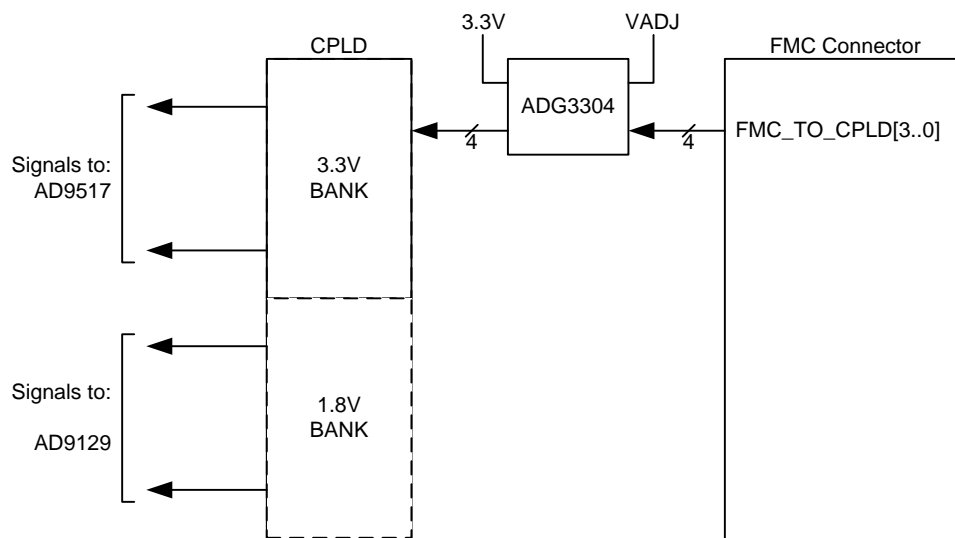 3.3V
VADJ
CPLD
FMC Connector
ADG3304
FMC_TO_CPLD[3..0]
4
4
Signals to:
AD9517
3.3V
BANK
Signals to:
AD9129
1.8V
BANK